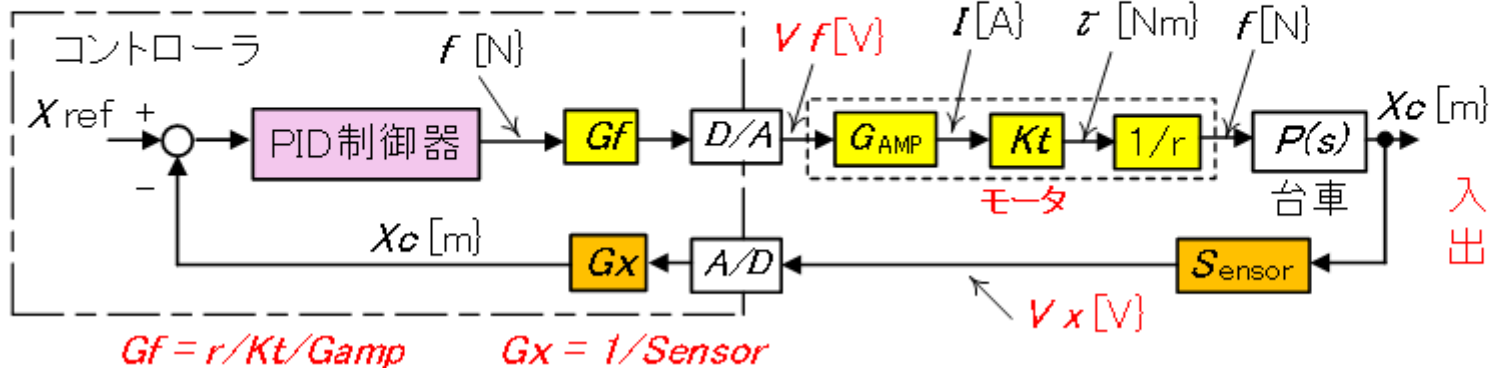 コントローラ
f [N]
V f[V]
I[A]
τ [Nm]
f[N]
X ref
+
−
PID制御器
Gf
D/A
GAMP
Kt
1/r
P(s)
Xc [m]
モータ
台車
入
出
Xc [m]
Gx
A/D
Sensor
V x [V]
Gf = r/Kt/Gamp
Gx = 1/Sensor